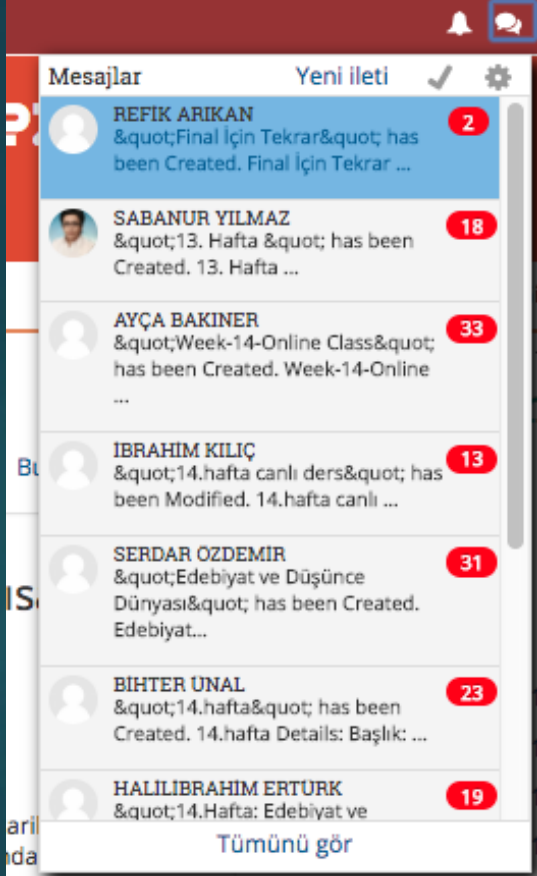 Mesajlar Yeni ileti
REFİK ARIKAN
&quot;Final İçin Tekrar&quot; has
been Created. Final İçin Tekrar ...
2
SABANUR YILMAZ
&quot;13. Hafta &quot; has been
Created. 13. Hafta ...
18
AYÇA BAKINER
&quot;Week-14-Online Class&quot;
has been Created. Week-14-Online
...
33
İBRAHİM KILIÇ
&quot;14.hafta canlı ders&quot; has
been Modified. 14.hafta canlı ...
13
SERDAR ÖZDEMİR
&quot;Edebiyat ve Düşünce
Dünyası&quot; has been Created.
Edebiyat...
31
BİHTER ÜNAL
&quot;14.hafta&quot; has been
Created. 14.hafta Details: Başlık: ...
23
HALİLİBRAHİM ERTÜRK
&quot;14.Hafta: Edebiyat ve
19
Tümünü gör